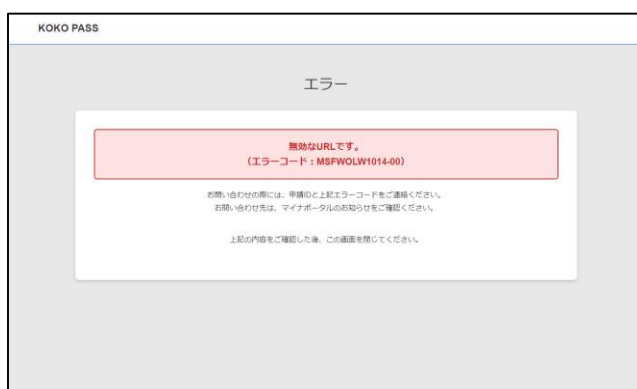 KOKO PASS
エラー
無効なURLです。
（エラーコード：MSFWOLW1014-00）
お問い合わせの際には、申請IDと上記エラーコードをご連絡ください。
お問い合わせ先は、マイナポータルのお知らせをご確認ください。
上記の内容をご確認した後、この画面を閉じてください。